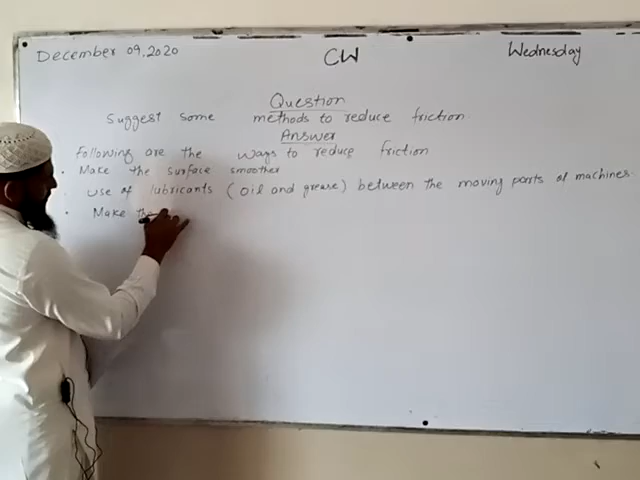 December 09, 2020 CW Wednesday
Question
Suggest some methods to reduce friction.
Answer
Following are the ways to reduce friction
• Make the surface smoother
use of lubricants (oil and grease) between the moving parts of machines.
• Make the